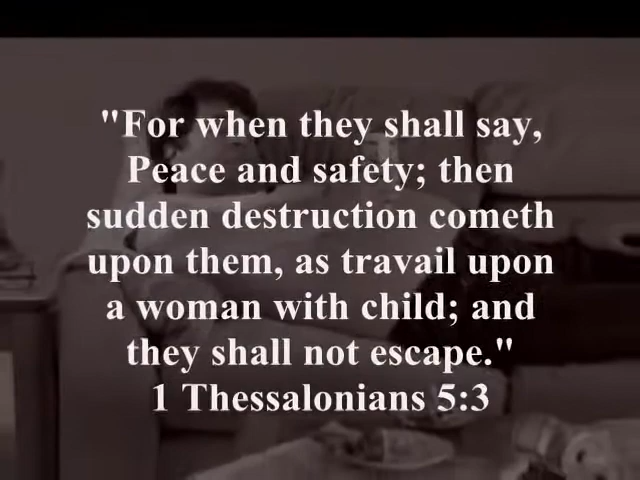 "For when they shall say,
Peace and safety; then
sudden destruction cometh
upon them, as travail upon
a woman with child; and
they shall not escape."
1 Thessalonians 5:3